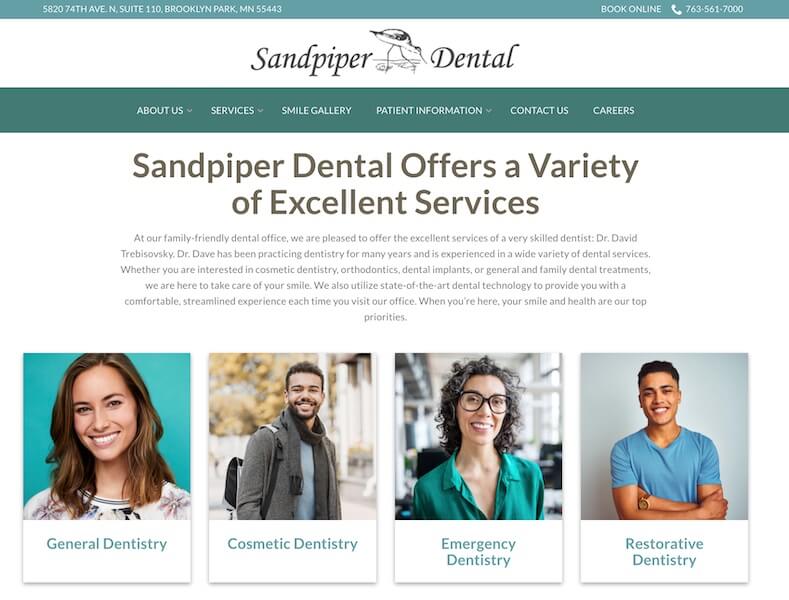 5820 74TH AVE. N, SUITE 110, BROOKLYN PARK, MN 55443 BOOK ONLINE 763-561-7000
Sandpiper Dental
ABOUT US SERVICES SMILE GALLERY PATIENT INFORMATION CONTACT US CAREERS
Sandpiper Dental Offers a Variety
of Excellent Services
At our family-friendly dental office, we are pleased to offer the excellent services of a very skilled dentist: Dr. David
Trebisovsky. Dr. Dave has been practicing dentistry for many years and is experienced in a wide variety of dental services.
Whether you are interested in cosmetic dentistry, orthodontics, dental implants, or general and family dental treatments,
we are here to take care of your smile. We also utilize state-of-the-art dental technology to provide you with a
comfortable, streamlined experience each time you visit our office. When you're here, your smile and health are our top
priorities.
General Dentistry
Cosmetic Dentistry
Emergency
Dentistry
Restorative
Dentistry